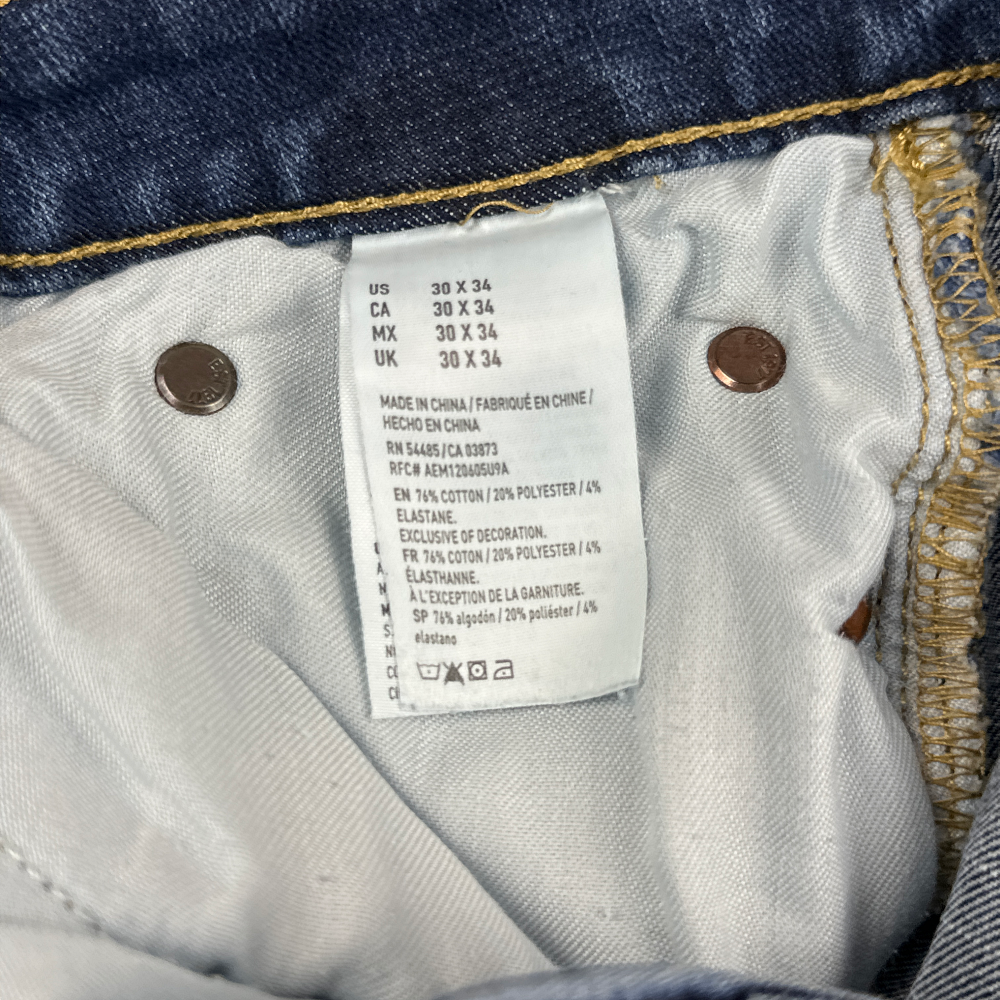 US 30 X 34
CA 30 X 34
MX 30 X 34
UK 30 X 34
MADE IN CHINA / FABRIQUÉ EN CHINE /
HECHO EN CHINA
RN 54485 / CA 03873
RFC# AEM120605U9A
EN 76% COTTON / 20% POLYESTER / 4%
ELASTANE.
EXCLUSIVE OF DECORATION.
FR 76% COTON / 20% POLYESTER / 4%
ÉLASTHANNE.
À L'EXCEPTION DE LA GARNITURE.
SP 76% algodón / 20% poliéster / 4%
elastano